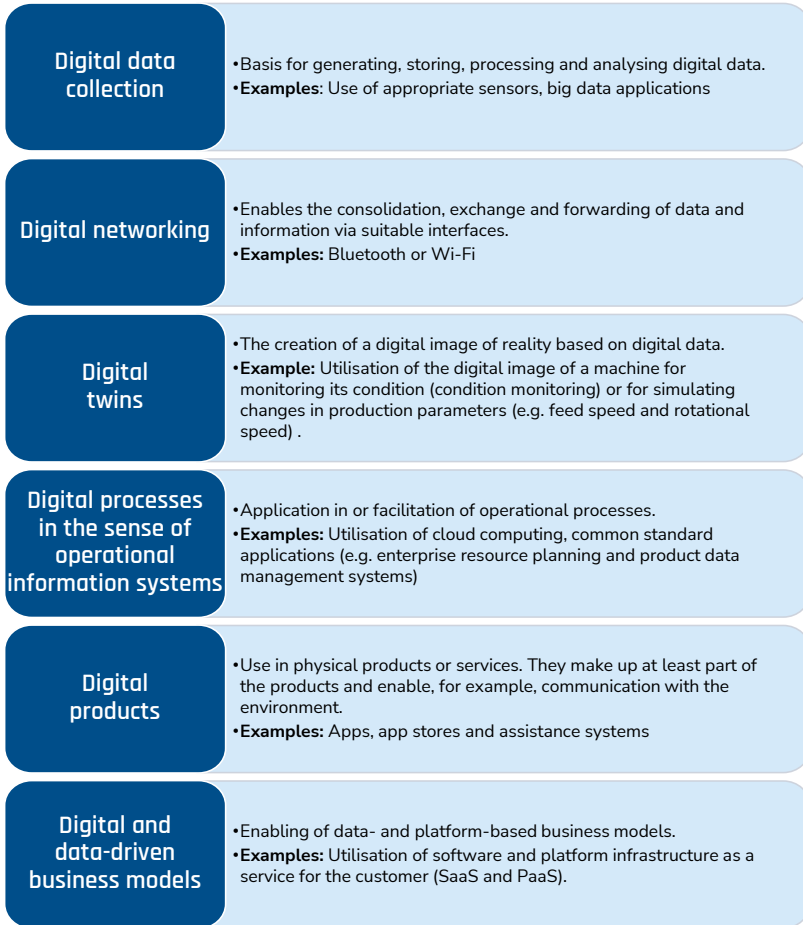 Digital data
collection
•Basis for generating, storing, processing and analysing digital data.
•Examples: Use of appropriate sensors, big data applications
Digital networking
•Enables the consolidation, exchange and forwarding of data and
information via suitable interfaces.
•Examples: Bluetooth or Wi-Fi
Digital
twins
•The creation of a digital image of reality based on digital data.
•Example: Utilisation of the digital image of a machine for
monitoring its condition (condition monitoring) or for simulating
changes in production parameters (e.g. feed speed and rotational
speed) .
Digital processes
in the sense of
operational
information systems
•Application in or facilitation of operational processes.
•Examples: Utilisation of cloud computing, common standard
applications (e.g. enterprise resource planning and product data
management systems)
Digital
products
•Use in physical products or services. They make up at least part of
the products and enable, for example, communication with the
environment.
•Examples: Apps, app stores and assistance systems
Digital and
data-driven
business models
•Enabling of data- and platform-based business models.
•Examples: Utilisation of software and platform infrastructure as a
service for the customer (SaaS and PaaS).